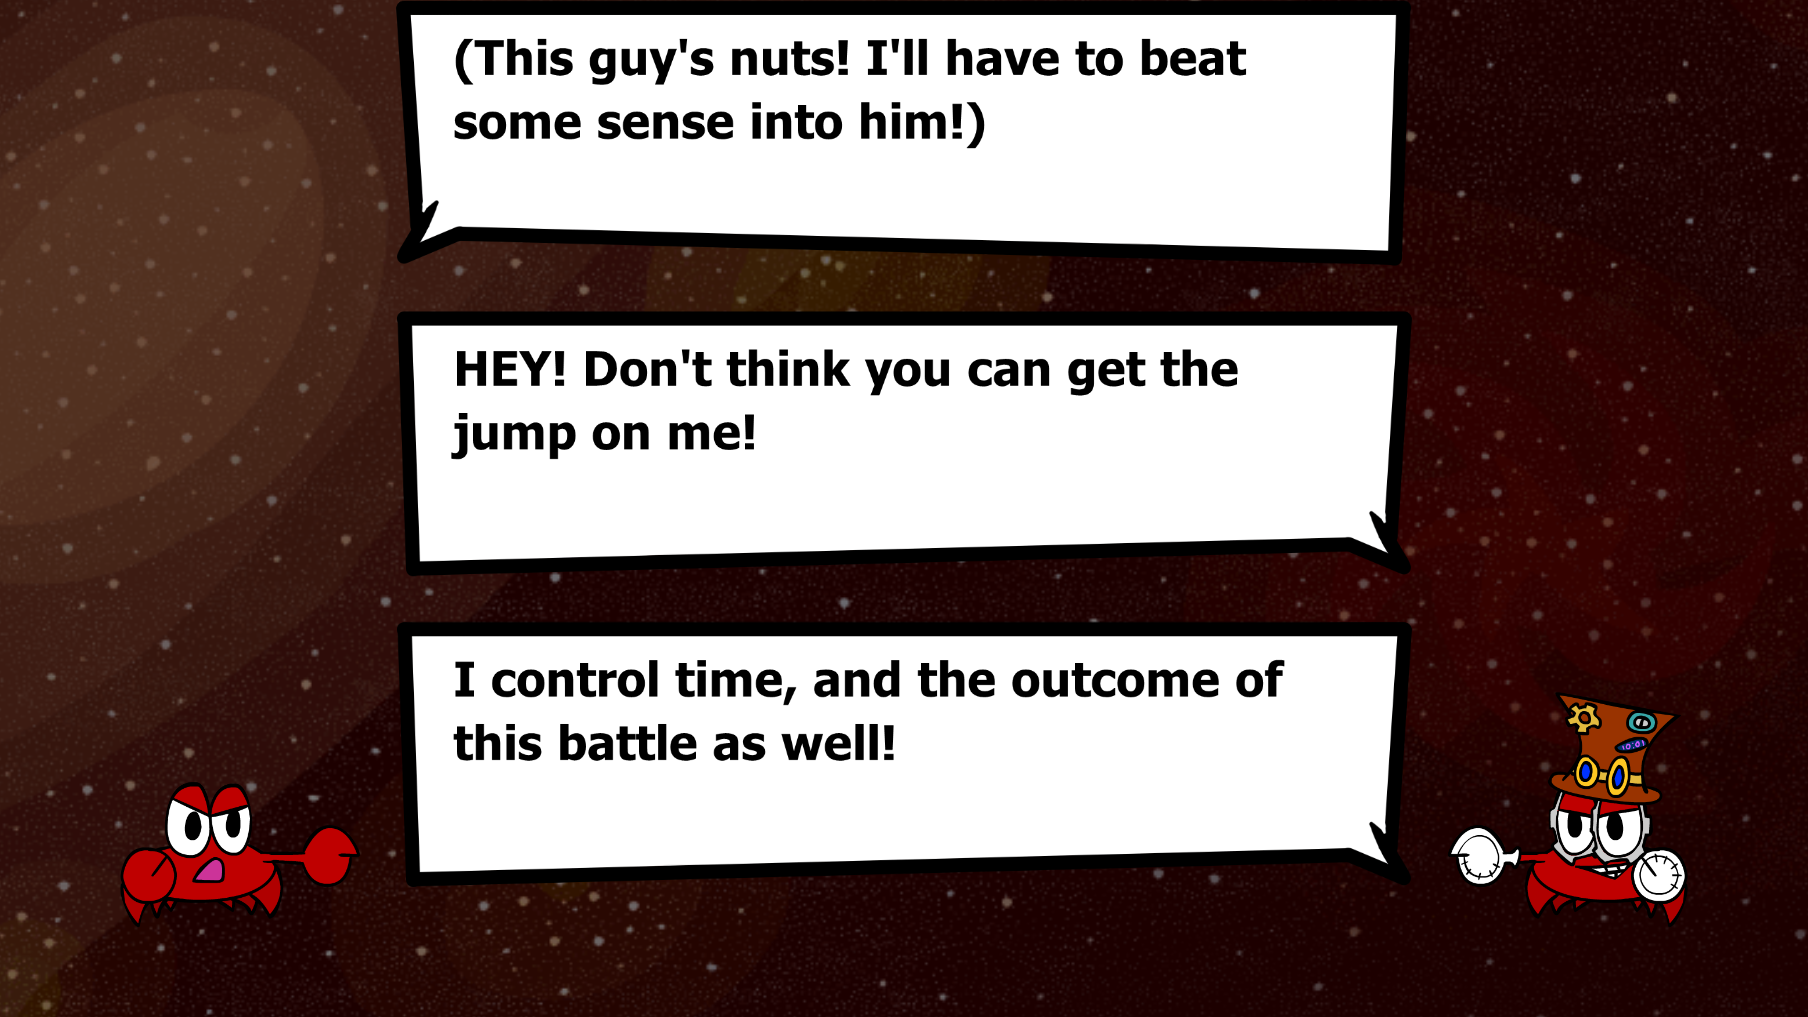 (This guy's nuts! I'll have to beat
some sense into him!)
HEY! Don't think you can get the
jump on me!
I control time, and the outcome of
this battle as well!